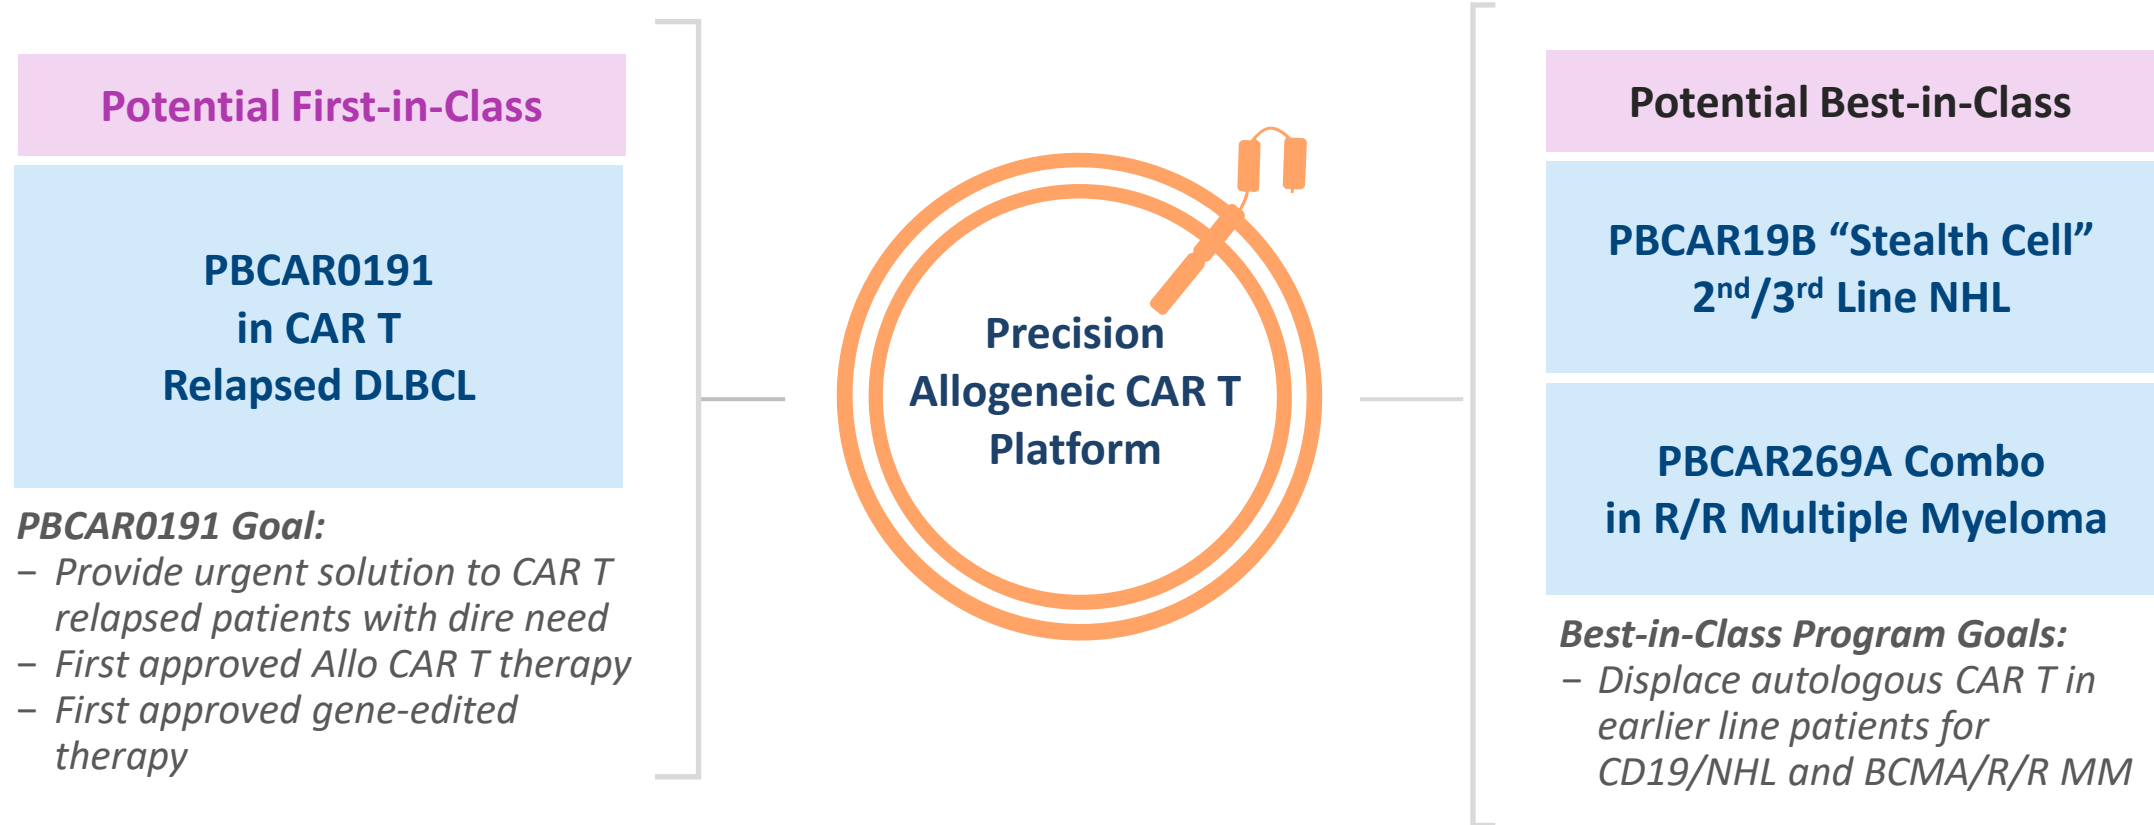 Potential First-in-Class
PBCAR0191
in CAR T
Relapsed DLBCL
PBCAR0191 Goal:
− Provide urgent solution to CAR T
relapsed patients with dire need
− First approved Allo CAR T therapy
− First approved gene-edited
therapy
Precision
Allogeneic CAR T
Platform
Potential Best-in-Class
PBCAR19B “Stealth Cell”
2nd/3rd Line NHL
PBCAR269A Combo
in R/R Multiple Myeloma
Best-in-Class Program Goals:
− Displace autologous CAR T in
earlier line patients for
CD19/NHL and BCMA/R/R MM